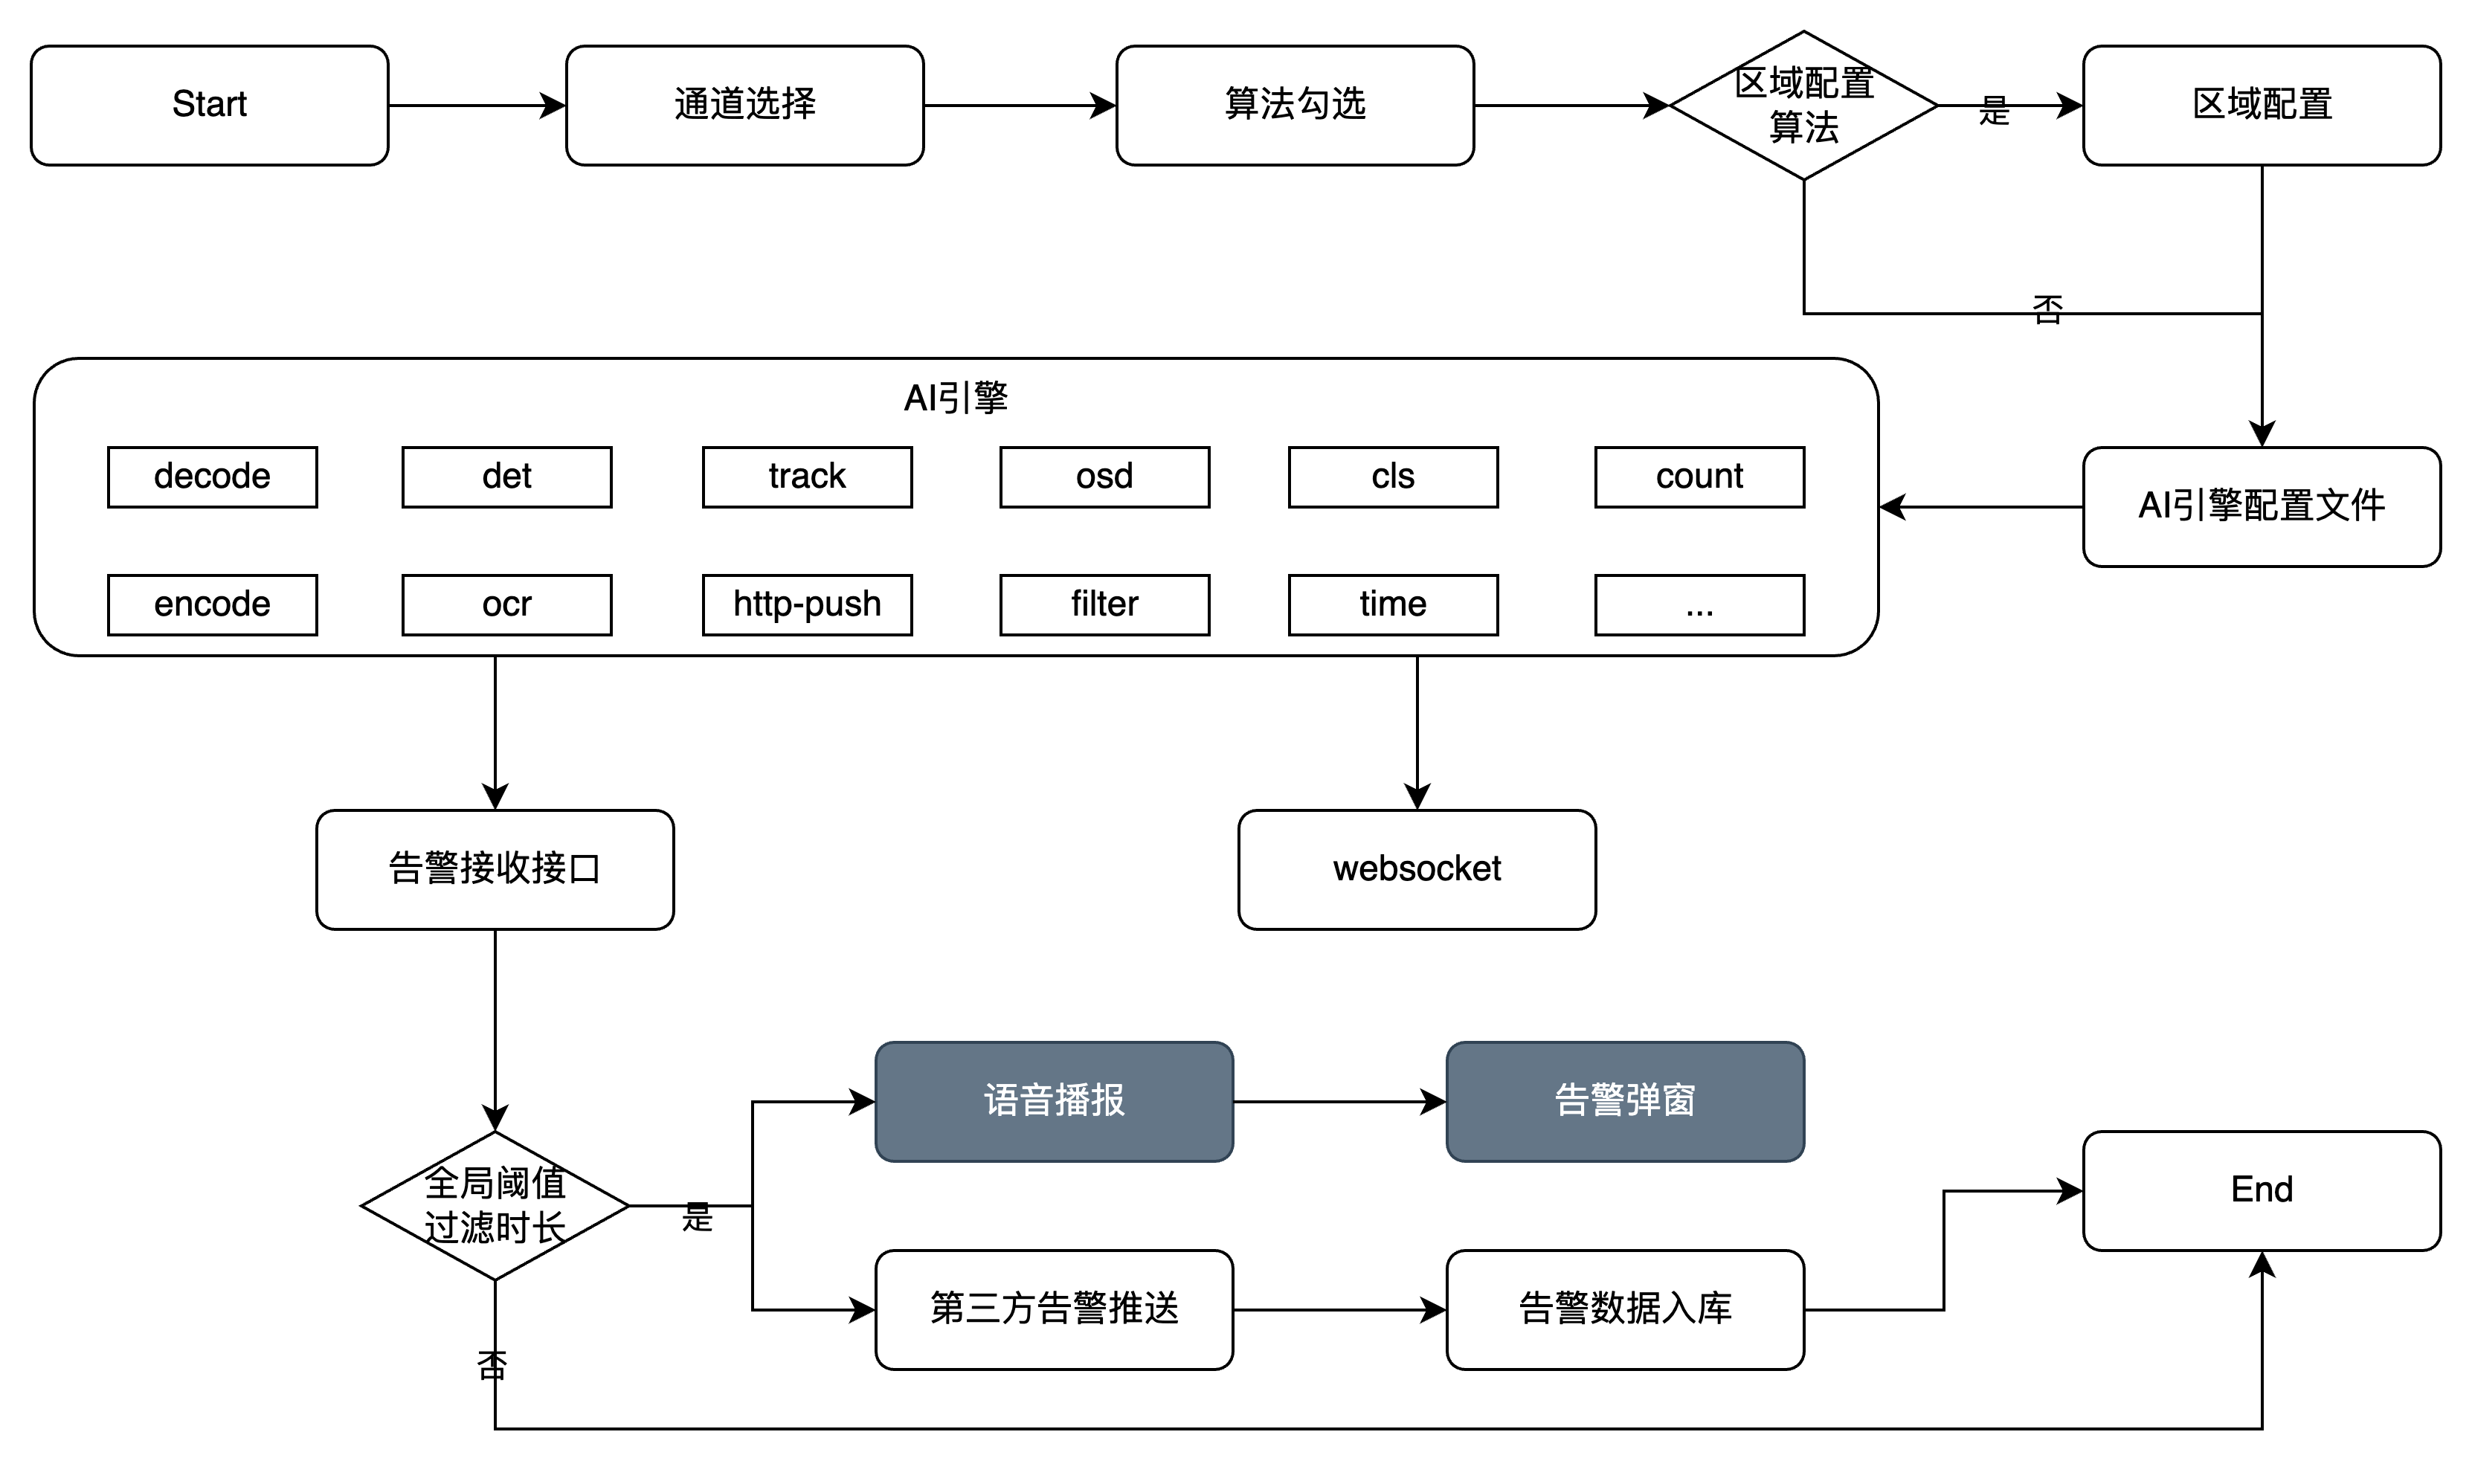 Start
通道选择
算法勾选
区域配置
算法
是
区域配置
否
AI引擎
decode
det
track
osd
cls
count
AI引擎配置文件
encode
ocr
http-push
filter
time
...
告警接收接口
websocket
语音播报
告警弹窗
全局阈值
过滤时长
是
End
第三方告警推送
告警数据入库
否